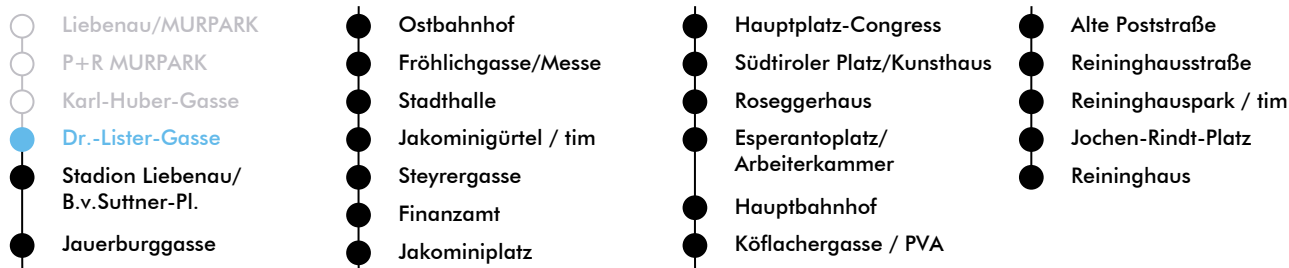 Liebenau/MURPARK
P+R MURPARK
Karl-Huber-Gasse
Dr.-Lister-Gasse
Stadion Liebenau/
B.v.Suttner-Pl.
Jauerburggasse
Ostbahnhof
Fröhlichgasse/Messe
Stadthalle
Jakominigürtel / tim
Steyrergasse
Finanzamt
Jakominiplatz
Hauptplatz-Congress
Südtiroler Platz/Kunsthaus
Roseggerhaus
Esperantoplatz/
Arbeiterkammer
Hauptbahnhof
Köflachergasse / PVA
Alte Poststraße
Reininghausstraße
Reininghauspark / tim
Jochen-Rindt-Platz
Reininghaus